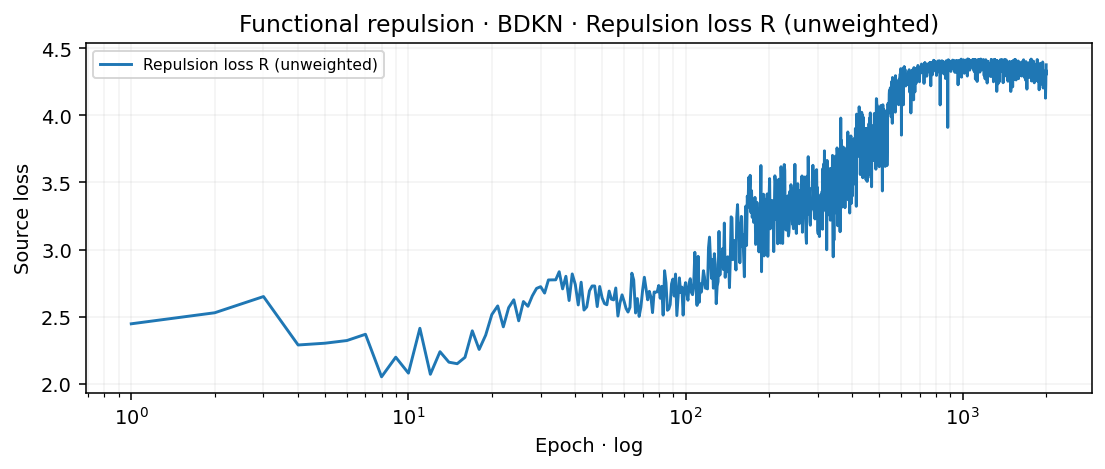 Functional repulsion · BDKN · Repulsion loss R (unweighted)
Repulsion loss R (unweighted)
Source loss
4.5
4.0
3.5
3.0
2.5
2.0
10⁰ 10¹ 10² 10³
Epoch · log